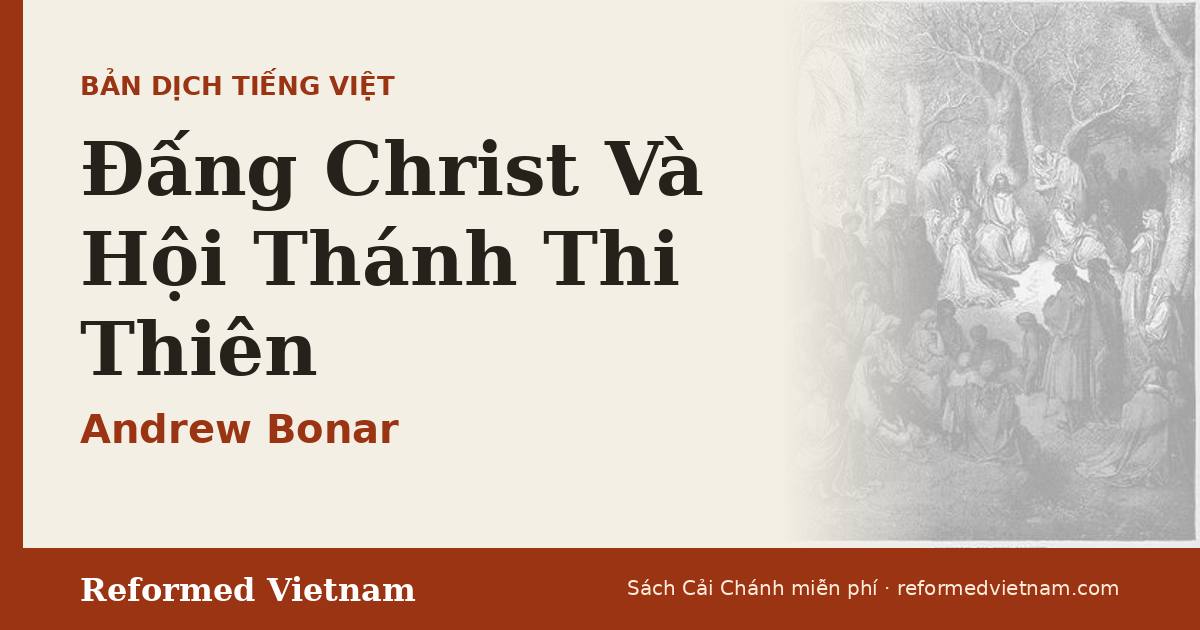 BẢN DỊCH TIẾNG VIỆT
Đấng Christ Và
Hội Thánh Thi
Thiên
Andrew Bonar
Reformed Vietnam
Sách Cải Chánh miễn phí · reformedvietnam.com